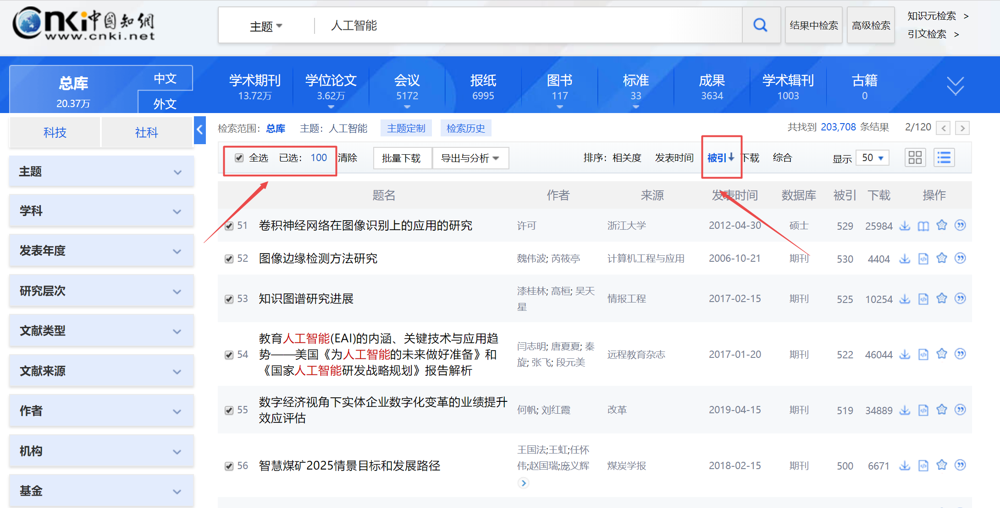 Cnki中国知網
www.cnki.net
主题
人工智能
结果中检索
高级检索
知识元检索 >
引文检索 >
总库
20.37万
中文
外文
学术期刊
13.72万
学位论文
3.62万
会议
5172
报纸
6995
图书
117
标准
33
成果
3634
学术辑刊
1003
古籍
0
科技
社科
检索范围：总库 主题：人工智能 主题定制 检索历史
共找到 203,708 条结果 2/120 < >
全选 已选：100 清除 批量下载 导出与分析
排序：相关度 发表时间 被引↓ 下载 综合
显示 50
主题
学科
发表年度
研究层次
文献类型
文献来源
作者
机构
基金
题名 作者 来源 发表时间 数据库 被引 下载 操作
51 卷积神经网络在图像识别上的应用的研究 许可 浙江大学 2012-04-30 硕士 529 25984
52 图像边缘检测方法研究 魏伟波; 芮筱亭 计算机工程与应用 2006-10-21 期刊 530 4404
53 知识图谱研究进展
漆桂林; 高桓; 吴天
星
情报工程 2017-02-15 期刊 525 10254
54
教育人工智能(EAI)的内涵、关键技术与应用趋
势——美国《为人工智能的未来做好准备》和
《国家人工智能研发战略规划》报告解析
闫志明; 唐夏夏; 秦
旋; 张飞; 段元美
远程教育杂志 2017-01-20 期刊 522 46044
55
数字经济视角下实体企业数字化变革的业绩提升
效应评估
何帆; 刘红霞 改革 2019-04-15 期刊 519 34889
56 智慧煤矿2025情景目标和发展路径
王国法;王虹;任怀
伟;赵国瑞;庞义辉
煤炭学报 2018-02-15 期刊 500 6671